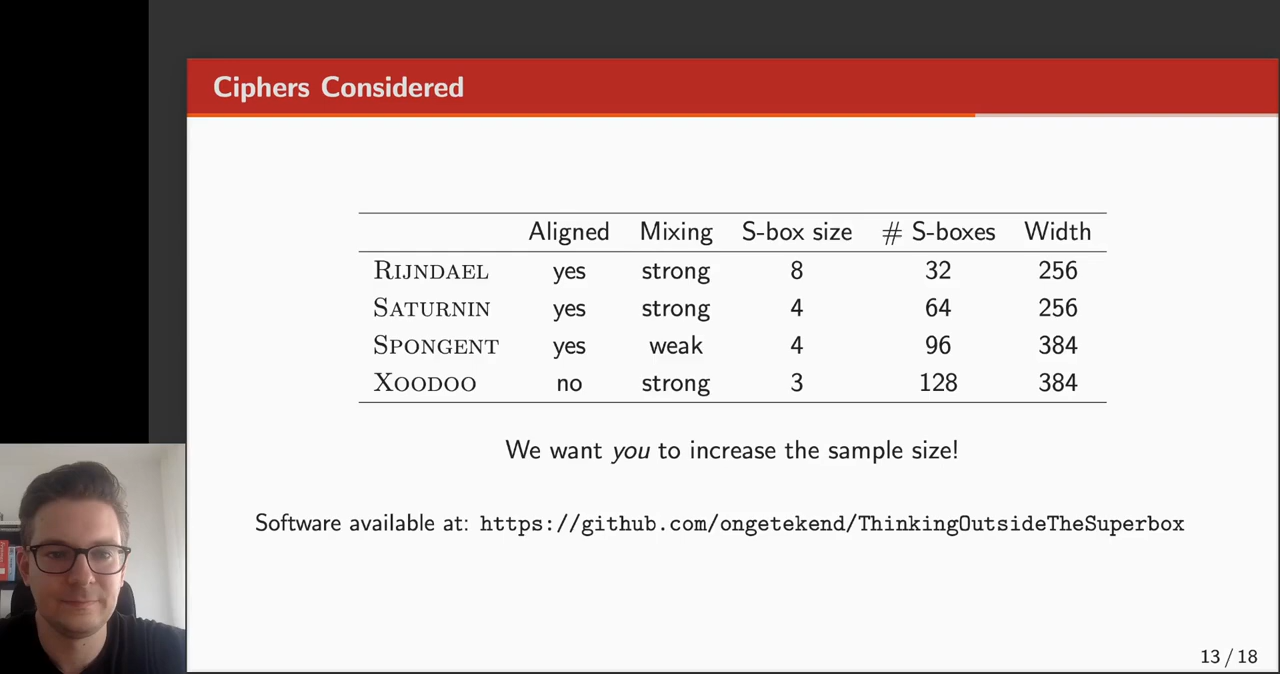 Ciphers Considered
Aligned Mixing S-box size # S-boxes Width
RIJNDAEL yes strong 8 32 256
SATURNIN yes strong 4 64 256
SPONGENT yes weak 4 96 384
XOODOO no strong 3 128 384
We want you to increase the sample size!
Software available at: https://github.com/ongetekend/ThinkingOutsideTheSuperbox
13 / 18